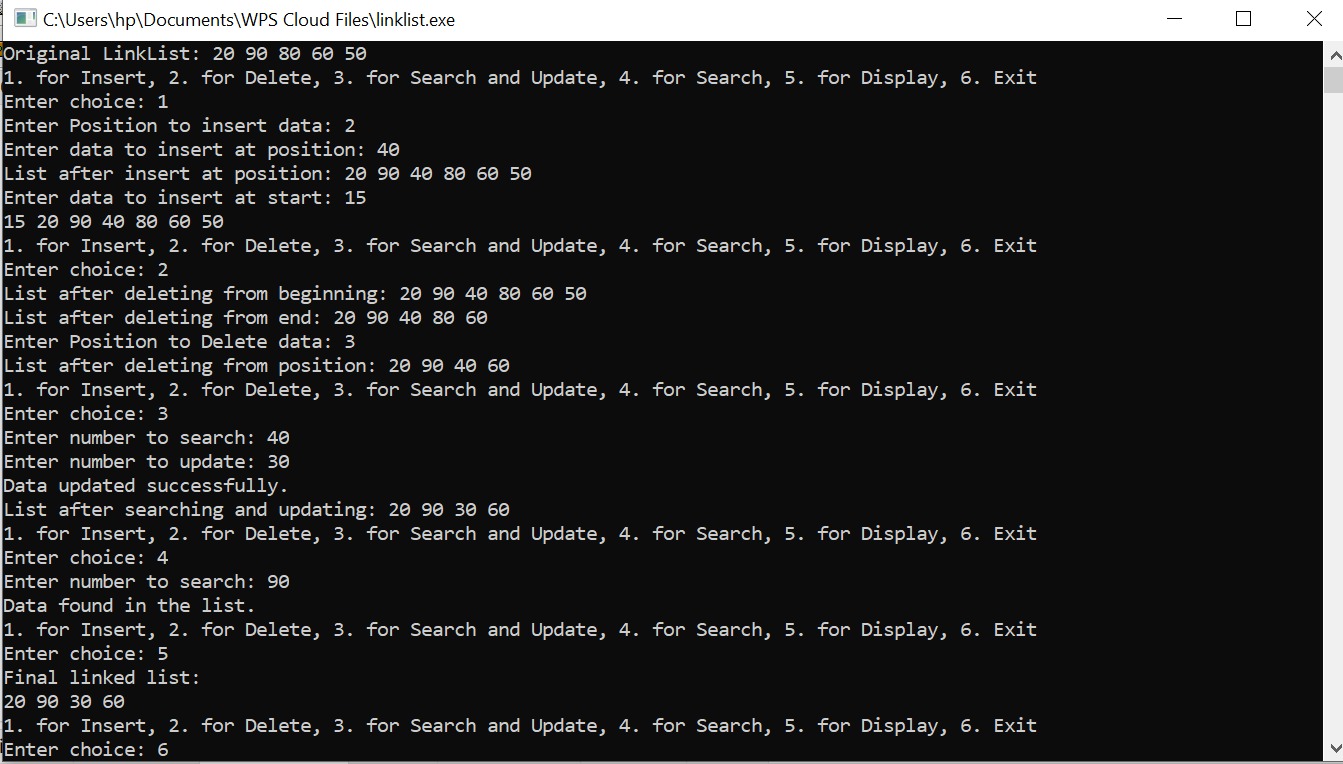 C:\Users\hp\Documents\WPS Cloud Files\linklist.exe
Original LinkList: 20 90 80 60 50
1. for Insert, 2. for Delete, 3. for Search and Update, 4. for Search, 5. for Display, 6. Exit
Enter choice: 1
Enter Position to insert data: 2
Enter data to insert at position: 40
List after insert at position: 20 90 40 80 60 50
Enter data to insert at start: 15
15 20 90 40 80 60 50
1. for Insert, 2. for Delete, 3. for Search and Update, 4. for Search, 5. for Display, 6. Exit
Enter choice: 2
List after deleting from beginning: 20 90 40 80 60 50
List after deleting from end: 20 90 40 80 60
Enter Position to Delete data: 3
List after deleting from position: 20 90 40 60
1. for Insert, 2. for Delete, 3. for Search and Update, 4. for Search, 5. for Display, 6. Exit
Enter choice: 3
Enter number to search: 40
Enter number to update: 30
Data updated successfully.
List after searching and updating: 20 90 30 60
1. for Insert, 2. for Delete, 3. for Search and Update, 4. for Search, 5. for Display, 6. Exit
Enter choice: 4
Enter number to search: 90
Data found in the list.
1. for Insert, 2. for Delete, 3. for Search and Update, 4. for Search, 5. for Display, 6. Exit
Enter choice: 5
Final linked list:
20 90 30 60
1. for Insert, 2. for Delete, 3. for Search and Update, 4. for Search, 5. for Display, 6. Exit
Enter choice: 6